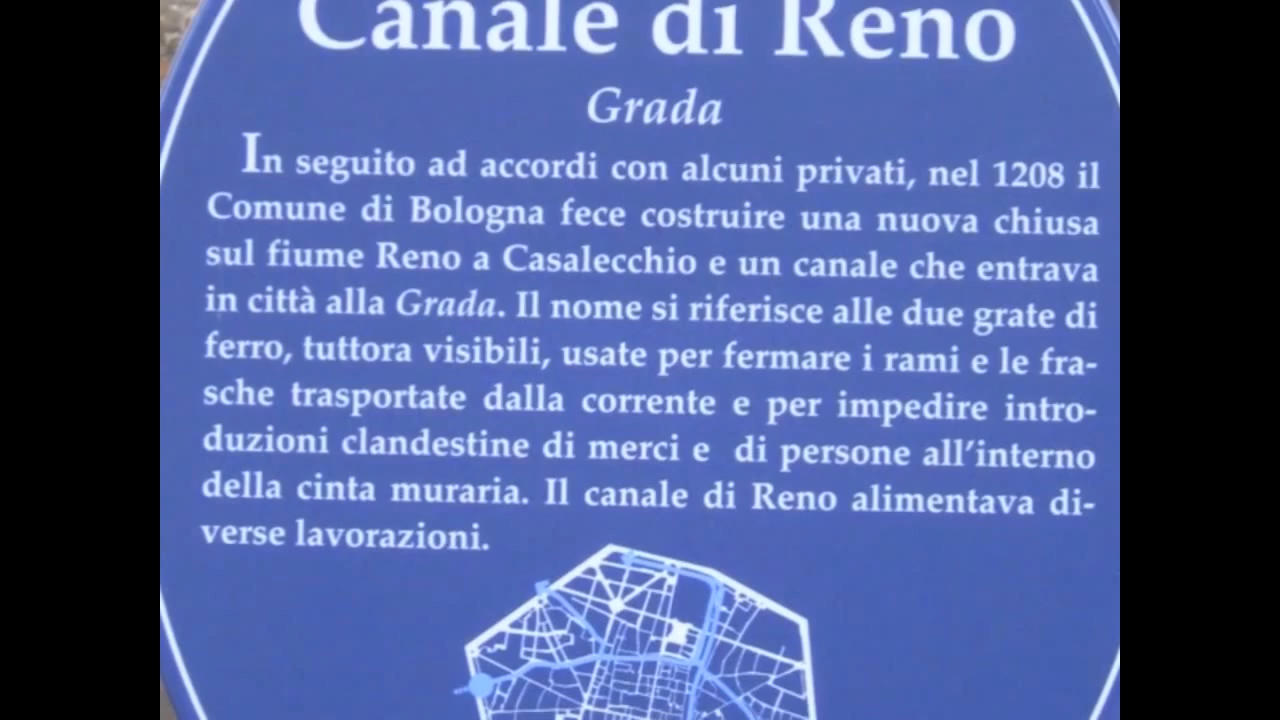 Canale di Reno
Grada
In seguito ad accordi con alcuni privati, nel 1208 il
Comune di Bologna fece costruire una nuova chiusa
sul fiume Reno a Casalecchio e un canale che entrava
in città alla Grada. Il nome si riferisce alle due grate di
ferro, tuttora visibili, usate per fermare i rami e le fra-
sche trasportate dalla corrente e per impedire intro-
duzioni clandestine di merci e di persone all'interno
della cinta muraria. Il canale di Reno alimentava di-
verse lavorazioni.